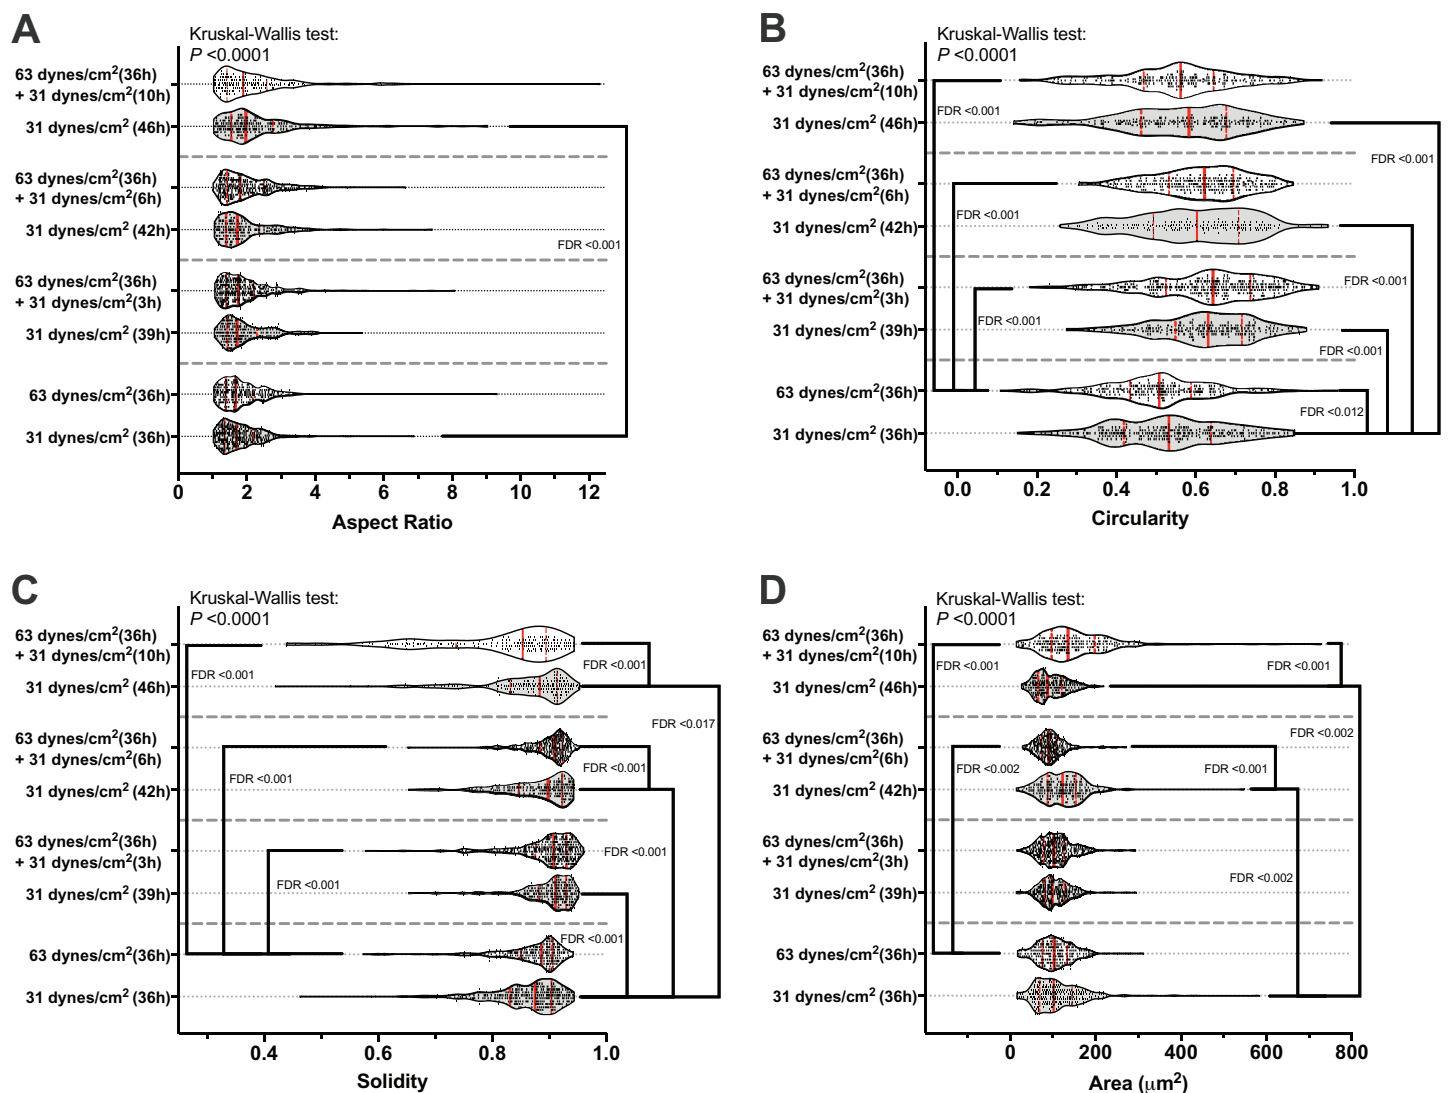 A
Kruskal-Wallis test:
P <0.0001
63 dynes/cm²(36h)
+ 31 dynes/cm²(10h)
31 dynes/cm² (46h)
63 dynes/cm²(36h)
+ 31 dynes/cm²(6h)
31 dynes/cm² (42h)
FDR <0.001
63 dynes/cm²(36h)
+ 31 dynes/cm²(3h)
31 dynes/cm² (39h)
63 dynes/cm²(36h)
31 dynes/cm² (36h)
0 2 4 6 8 10 12
Aspect Ratio
B
Kruskal-Wallis test:
P <0.0001
63 dynes/cm²(36h)
+ 31 dynes/cm²(10h)
FDR <0.001
31 dynes/cm² (46h)
FDR <0.001
63 dynes/cm²(36h)
+ 31 dynes/cm²(6h)
FDR <0.001
31 dynes/cm² (42h)
63 dynes/cm²(36h)
+ 31 dynes/cm²(3h)
FDR <0.001
FDR <0.001
31 dynes/cm² (39h)
FDR <0.001
63 dynes/cm²(36h)
FDR <0.012
31 dynes/cm² (36h)
0.0 0.2 0.4 0.6 0.8 1.0
Circularity
C
Kruskal-Wallis test:
P <0.0001
63 dynes/cm²(36h)
+ 31 dynes/cm²(10h)
FDR <0.001
FDR <0.001
31 dynes/cm² (46h)
FDR <0.017
63 dynes/cm²(36h)
+ 31 dynes/cm²(6h)
FDR <0.001
FDR <0.001
31 dynes/cm² (42h)
63 dynes/cm²(36h)
+ 31 dynes/cm²(3h)
FDR <0.001
FDR <0.001
31 dynes/cm² (39h)
FDR <0.001
63 dynes/cm²(36h)
31 dynes/cm² (36h)
0.4 0.6 0.8 1.0
Solidity
D
Kruskal-Wallis test:
P <0.0001
63 dynes/cm²(36h)
+ 31 dynes/cm²(10h)
FDR <0.001
FDR <0.001
31 dynes/cm² (46h)
FDR <0.002
63 dynes/cm²(36h)
+ 31 dynes/cm²(6h)
FDR <0.002
FDR <0.001
31 dynes/cm² (42h)
63 dynes/cm²(36h)
+ 31 dynes/cm²(3h)
FDR <0.002
31 dynes/cm² (39h)
63 dynes/cm²(36h)
31 dynes/cm² (36h)
0 200 400 600 800
Area (μm²)